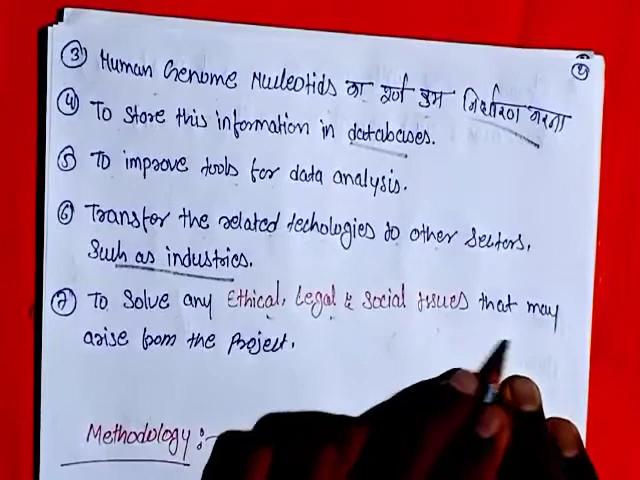 ③ Human Genome Nucleotids का पूर्ण क्रम निर्धारण करना
④ To store this information in databases.
⑤ To improve tools for data analysis.
⑥ Transfor the related techologies to other sectors,
such as industries.
⑦ To solve any Ethical, Legal & Social Issues that may
arise from the Project.
Methodology :-